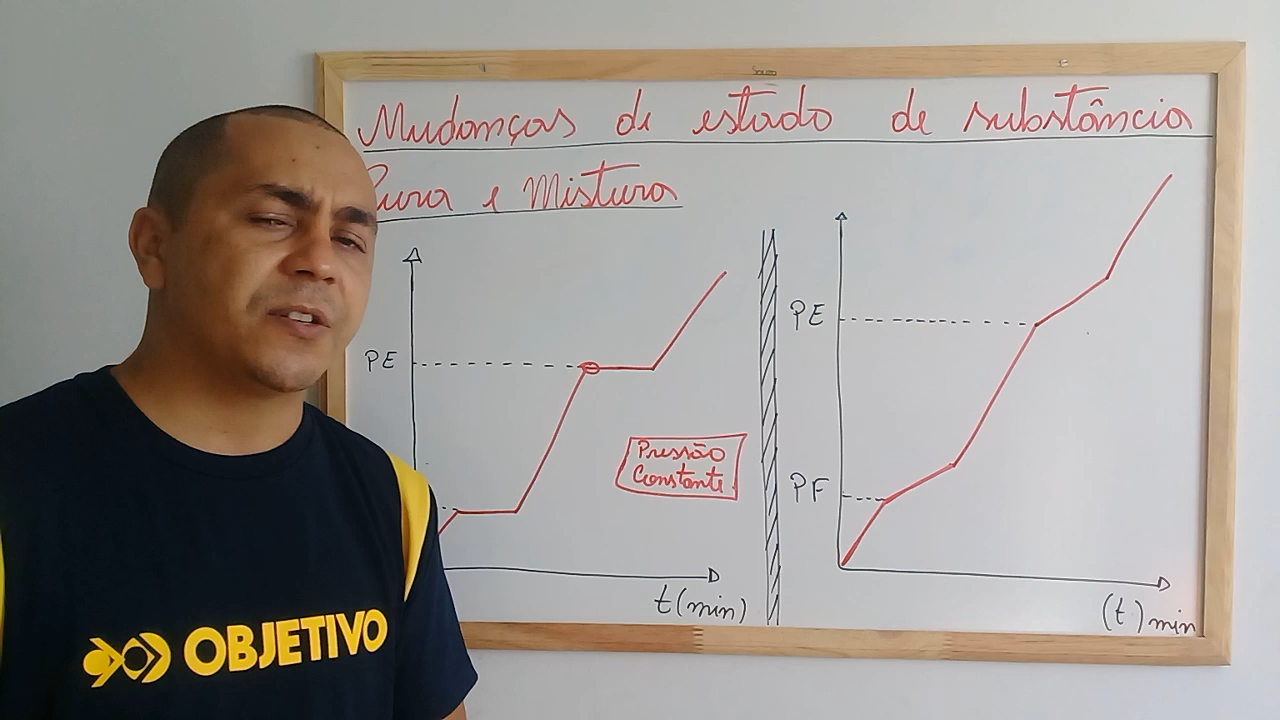 Mudanças de estado de substância
Pura e Mistura
PE
Pressão
Constante
t(min)
PE
PF
(t) min
OBJETIVO